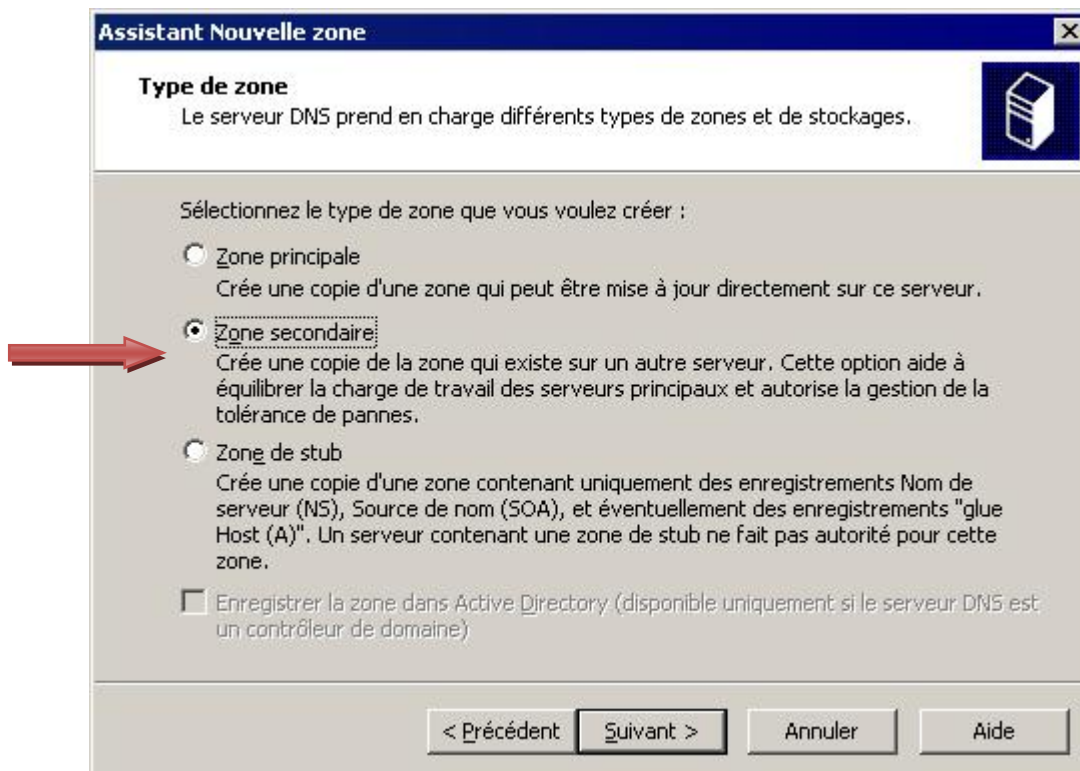 Assistant Nouvelle zone
Type de zone
Le serveur DNS prend en charge différents types de zones et de stockages.
Sélectionnez le type de zone que vous voulez créer :
Zone principale
Crée une copie d'une zone qui peut être mise à jour directement sur ce serveur.
Zone secondaire
Crée une copie de la zone qui existe sur un autre serveur. Cette option aide à
équilibrer la charge de travail des serveurs principaux et autorise la gestion de la
tolérance de pannes.
Zone de stub
Crée une copie d'une zone contenant uniquement des enregistrements Nom de
serveur (NS), Source de nom (SOA), et éventuellement des enregistrements "glue
Host (A)". Un serveur contenant une zone de stub ne fait pas autorité pour cette
zone.
Enregistrer la zone dans Active Directory (disponible uniquement si le serveur DNS est
un contrôleur de domaine)
< Précédent Suivant > Annuler Aide